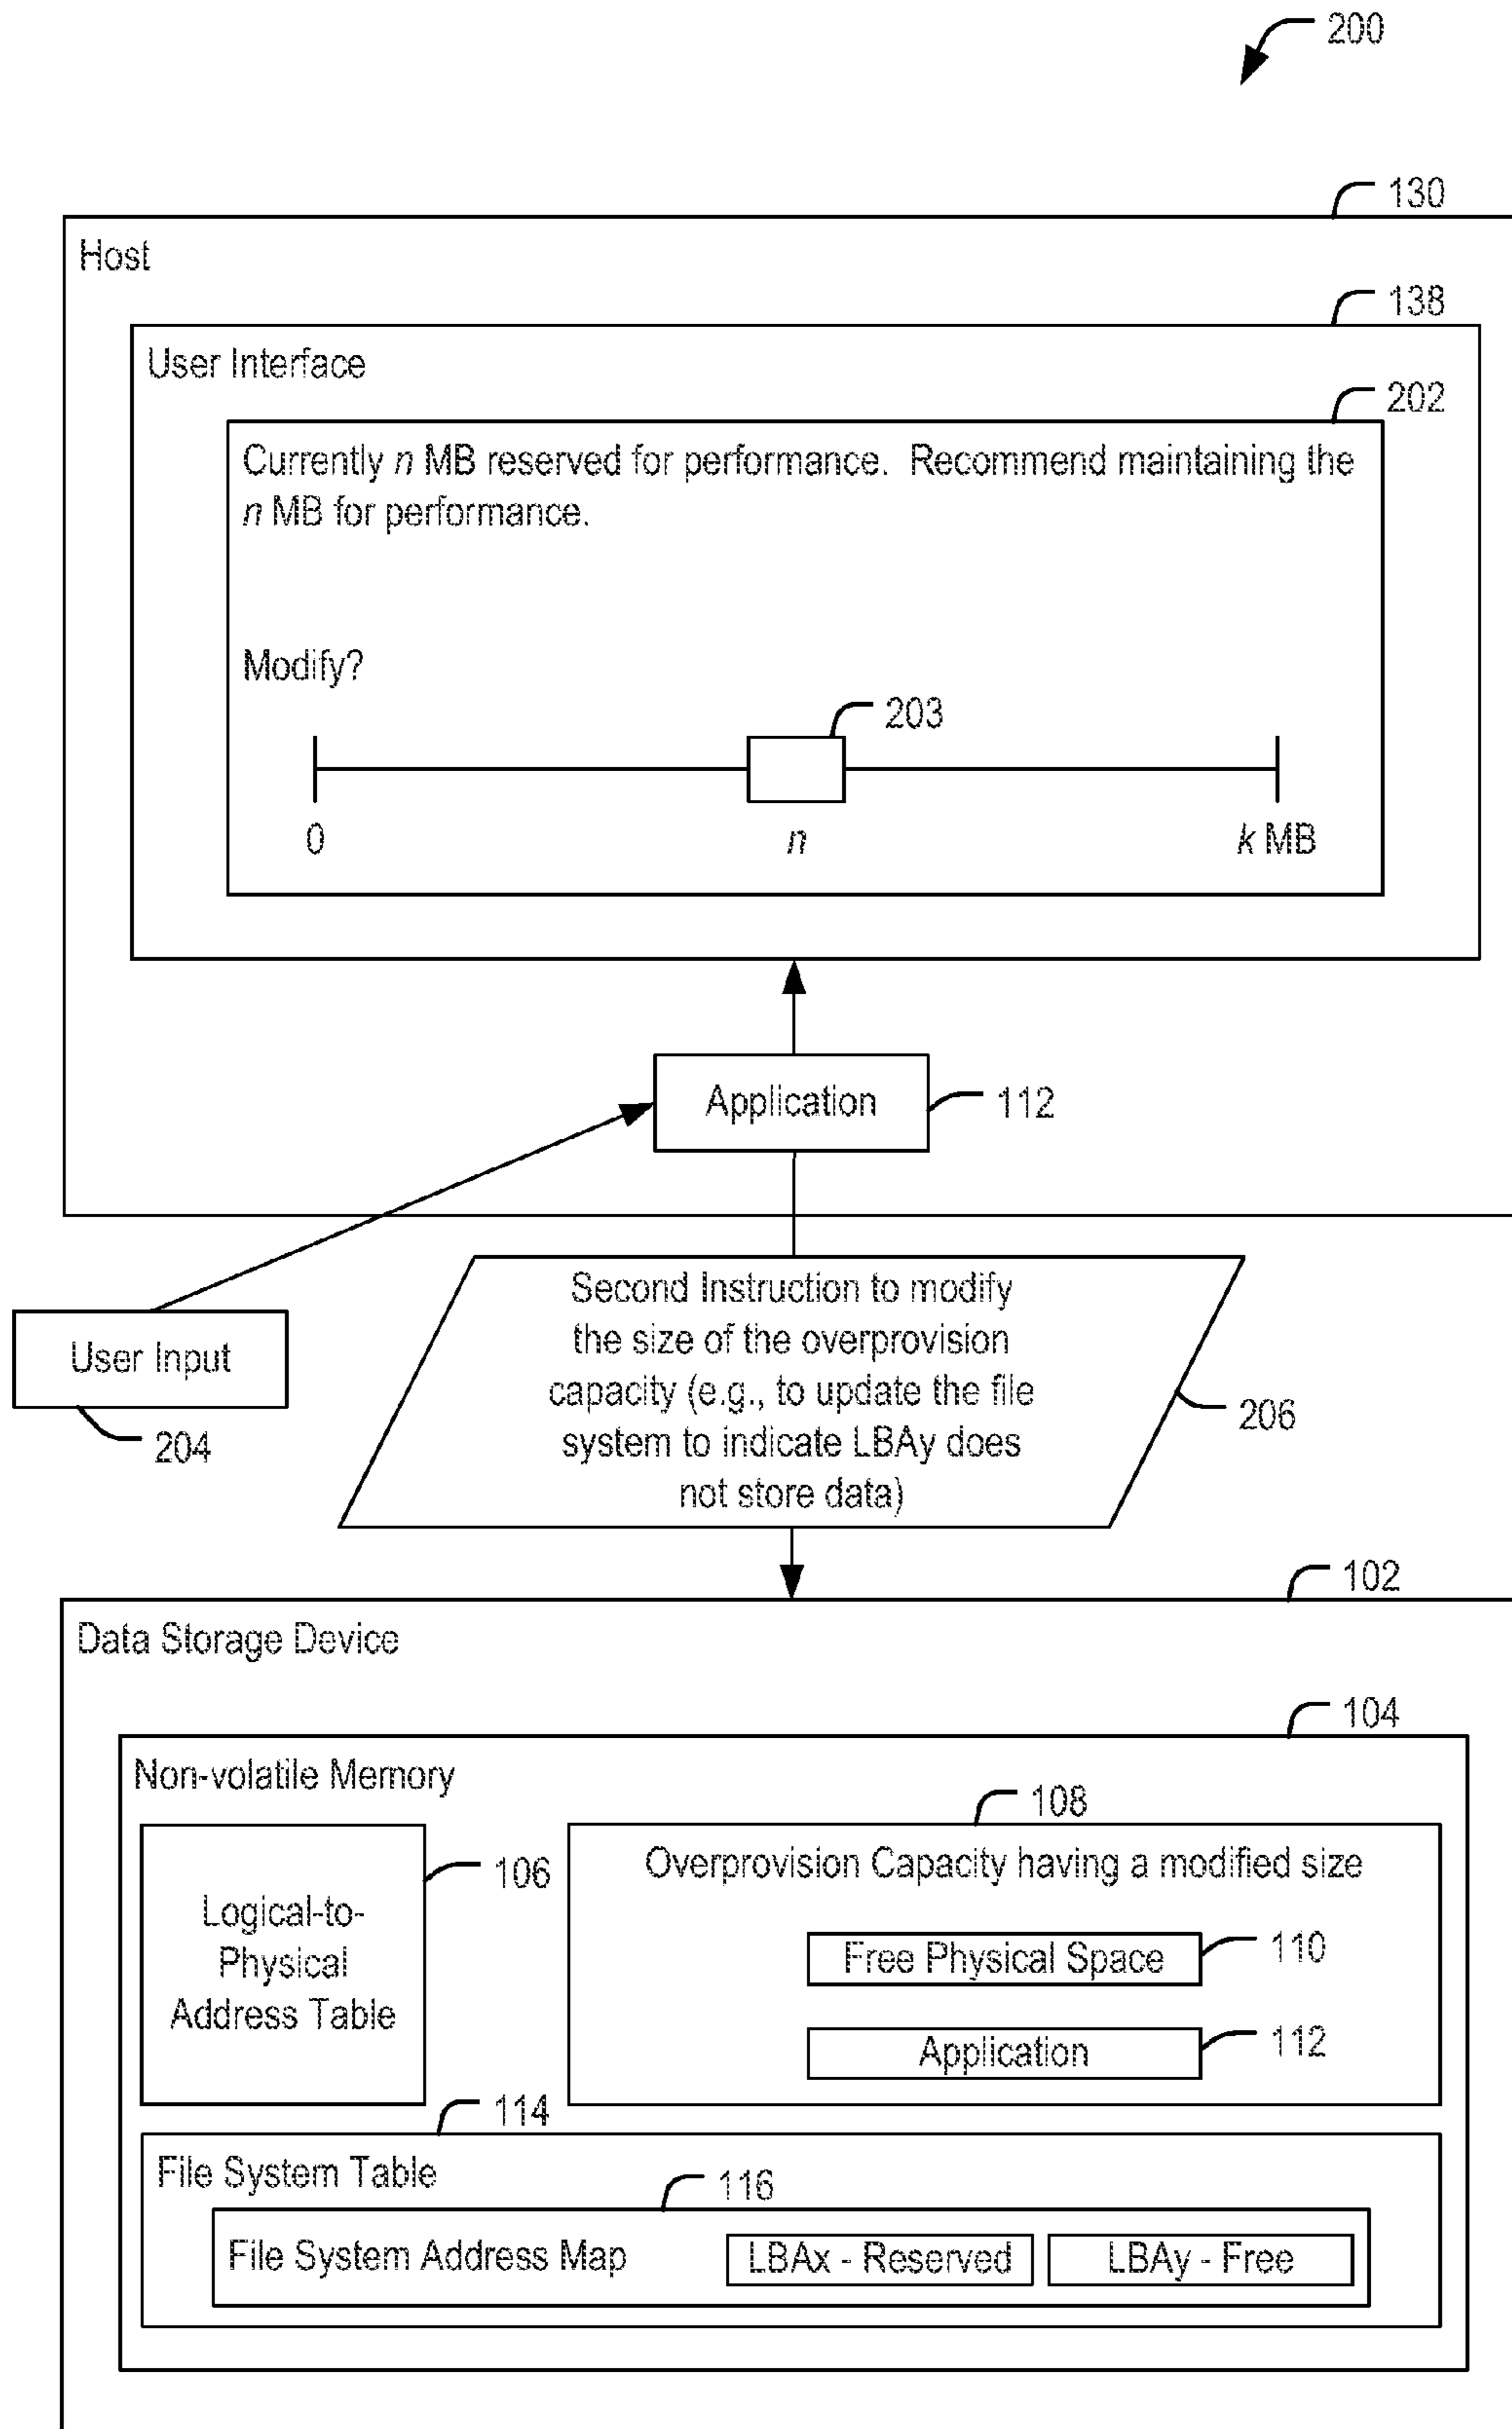 200
130
Host
138
User Interface
202
Currently n MB reserved for performance.  Recommend maintaining the
n MB for performance.
Modify?
203
0
n
k MB
Application
112
User Input
204
Second Instruction to modify
the size of the overprovision
capacity (e.g., to update the file
system to indicate LBAy does
not store data)
206
102
Data Storage Device
104
Non-volatile Memory
106
Logical-to-
Physical
Address Table
108
Overprovision Capacity having a modified size
Free Physical Space
110
Application
112
114
File System Table
116
File System Address Map
LBAx - Reserved
LBAy - Free